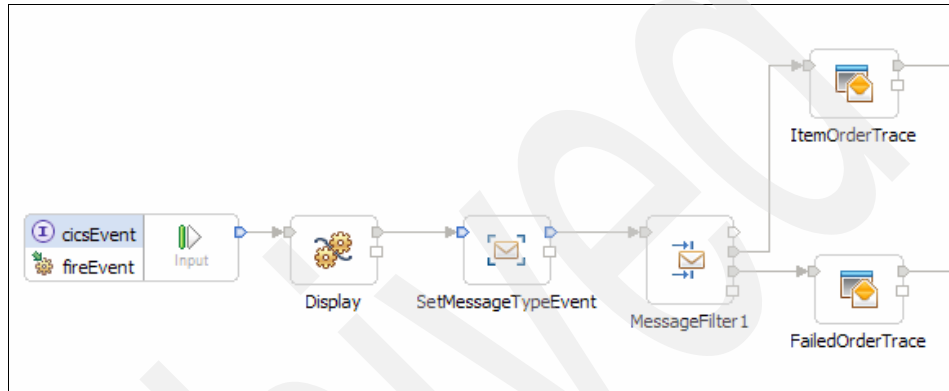 ItemOrderTrace
cicsEvent
fireEvent
Input
Display
SetMessageTypeEvent
MessageFilter1
FailedOrderTrace